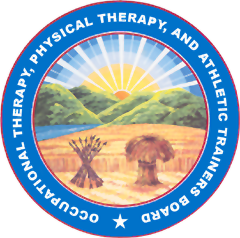 OCCUPATIONAL THERAPY, PHYSICAL THERAPY, AND ATHLETIC TRAINERS BOARD